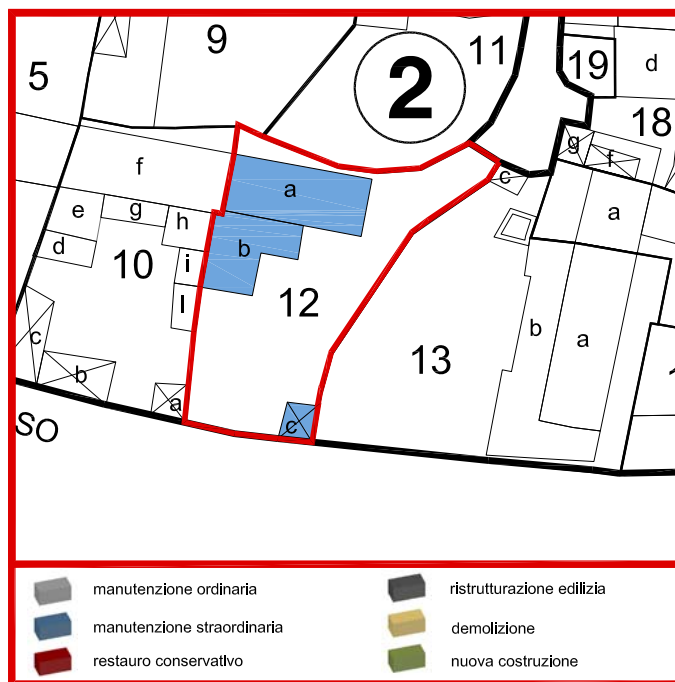 9
11
5
2
19
d
18
g
f
f
c
a
a
e
g
h
b
d
10
i
12
l
13
b
a
c
b
a
c
SO
manutenzione ordinaria
ristrutturazione edilizia
manutenzione straordinaria
demolizione
restauro conservativo
nuova costruzione